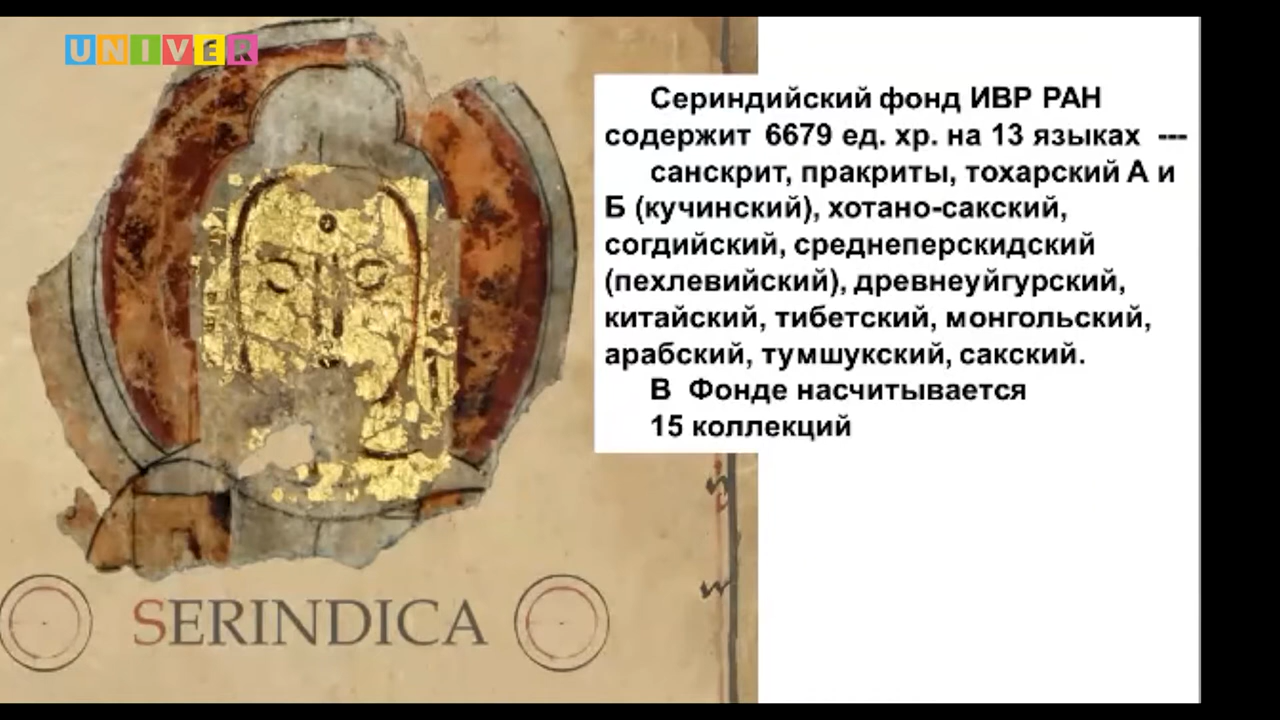 UNIVER
Сериндийский фонд ИВР РАН
содержит 6679 ед. хр. на 13 языках ---
санскрит, пракриты, тохарский А и
Б (кучинский), хотано-сакский,
согдийский, среднеперскидский
(пехлевийский), древнеуйгурский,
китайский, тибетский, монгольский,
арабский, тумшукский, сакский.
В Фонде насчитывается
15 коллекций
SERINDICA